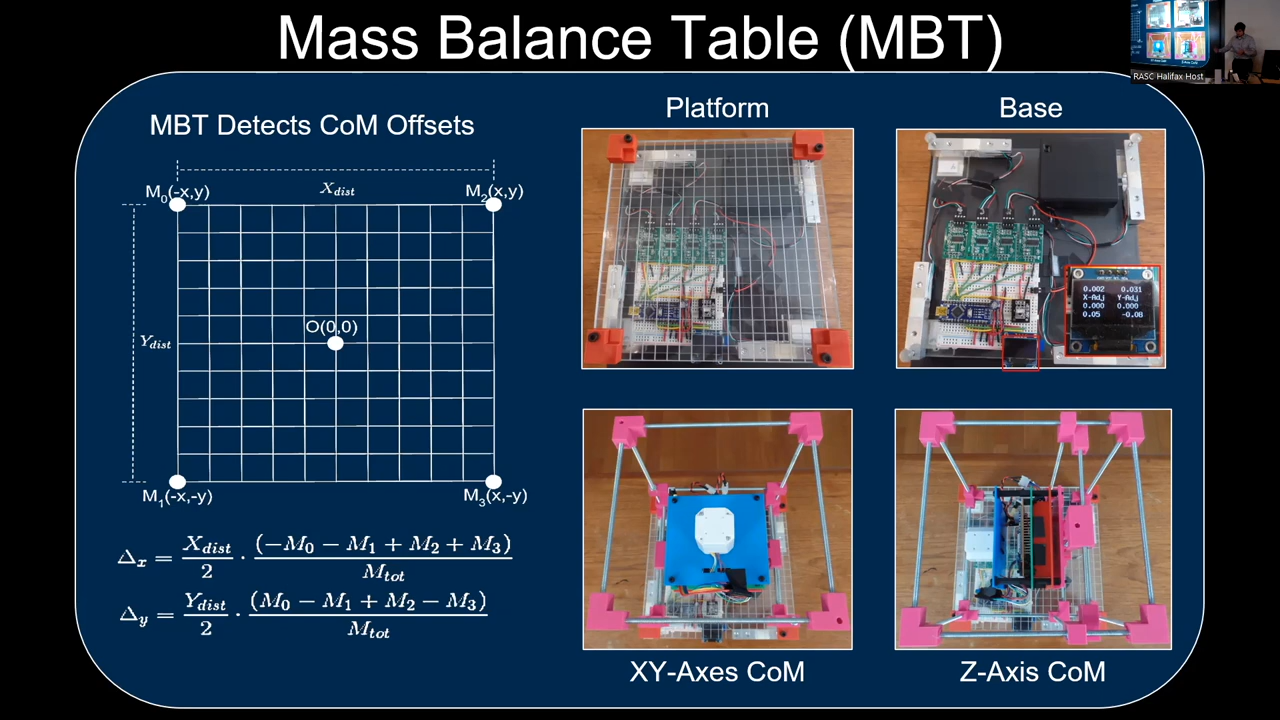 Mass Balance Table (MBT)
RASC Halifax Host
MBT Detects CoM Offsets
X_dist
M_0(-x,y)
M_2(x,y)
O(0,0)
Y_dist
M_1(-x,-y)
M_3(x,-y)
Δ_x = X_dist/2 · (−M_0 − M_1 + M_2 + M_3)/M_tot
Δ_y = Y_dist/2 · (M_0 − M_1 + M_2 − M_3)/M_tot
Platform
Base
0.002 0.031
X-Adj Y-Adj
0.000 0.000
0.05 -0.08
XY-Axes CoM
Z-Axis CoM